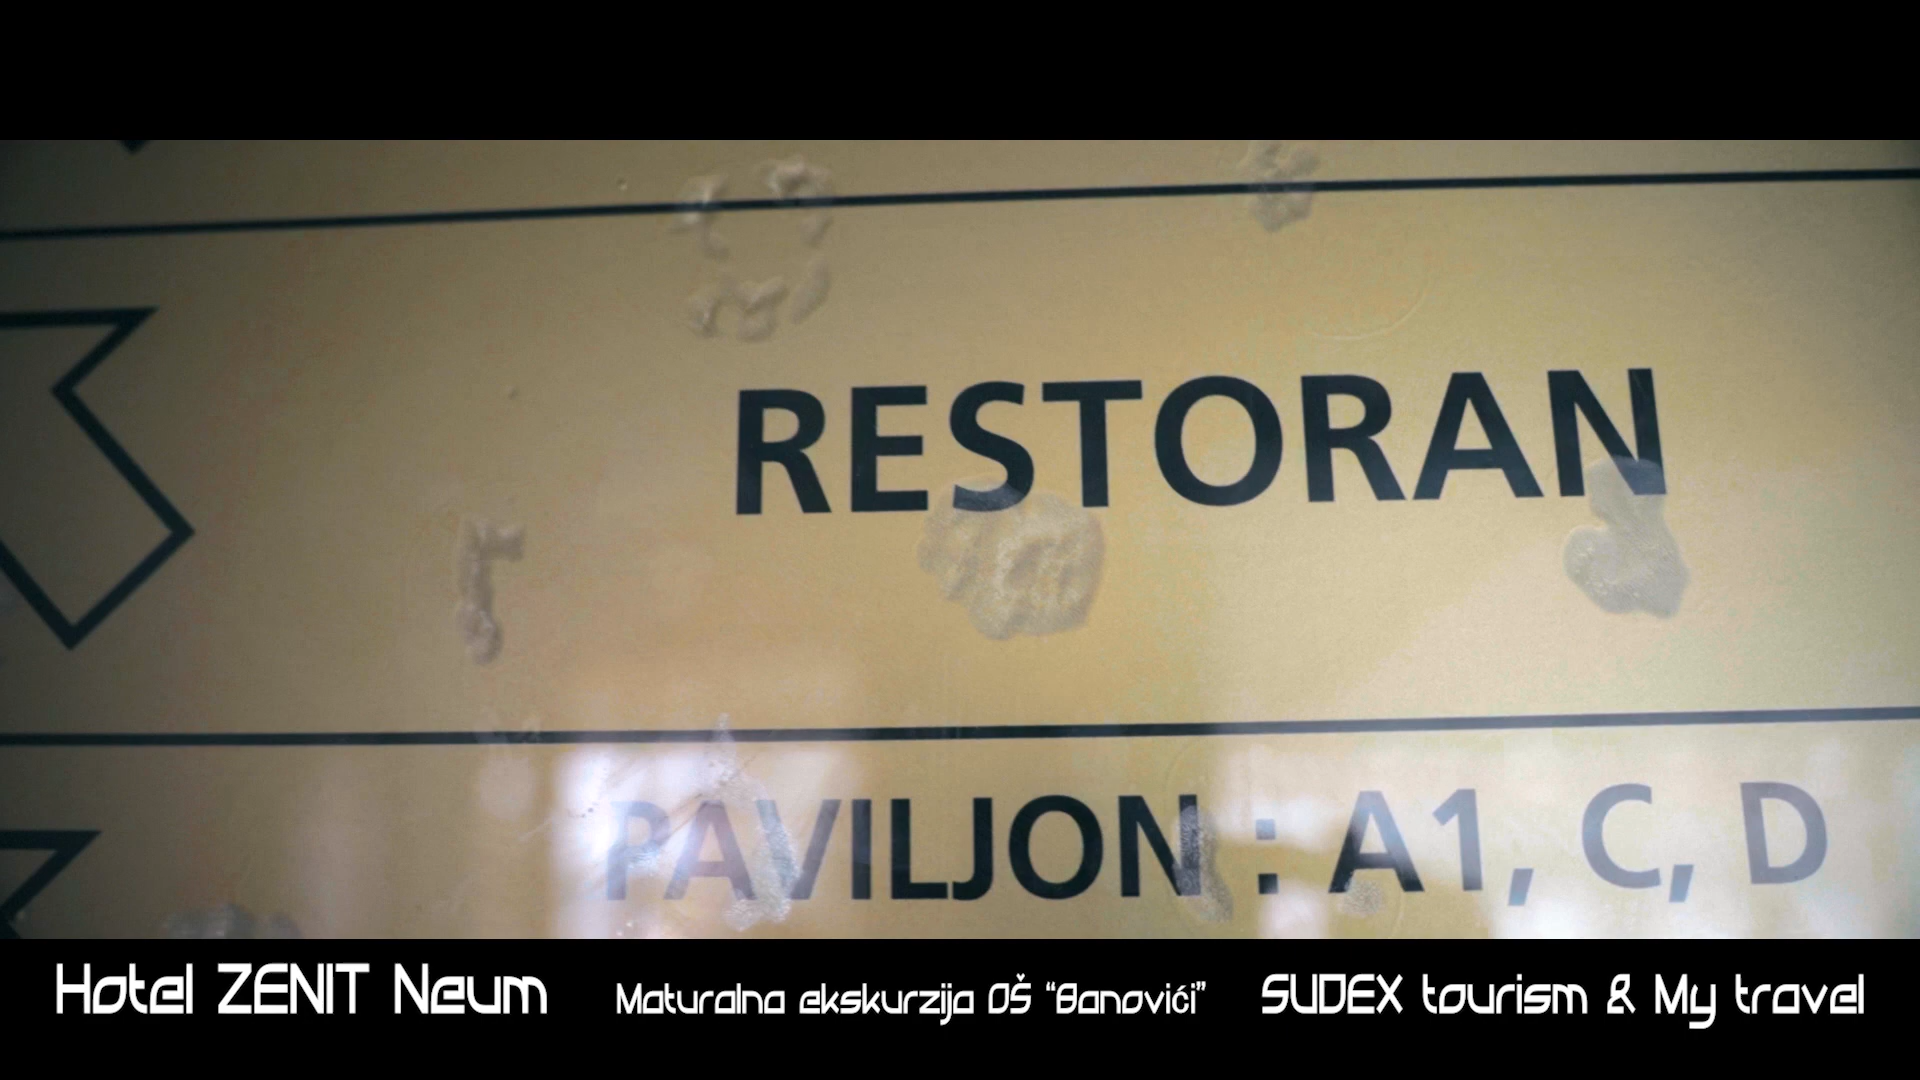 RESTORAN
PAVILJON : A1, C, D
Hotel ZENIT Neum
Maturalna ekskurzija OŠ “Banovići”
SUDEX tourism & My travel